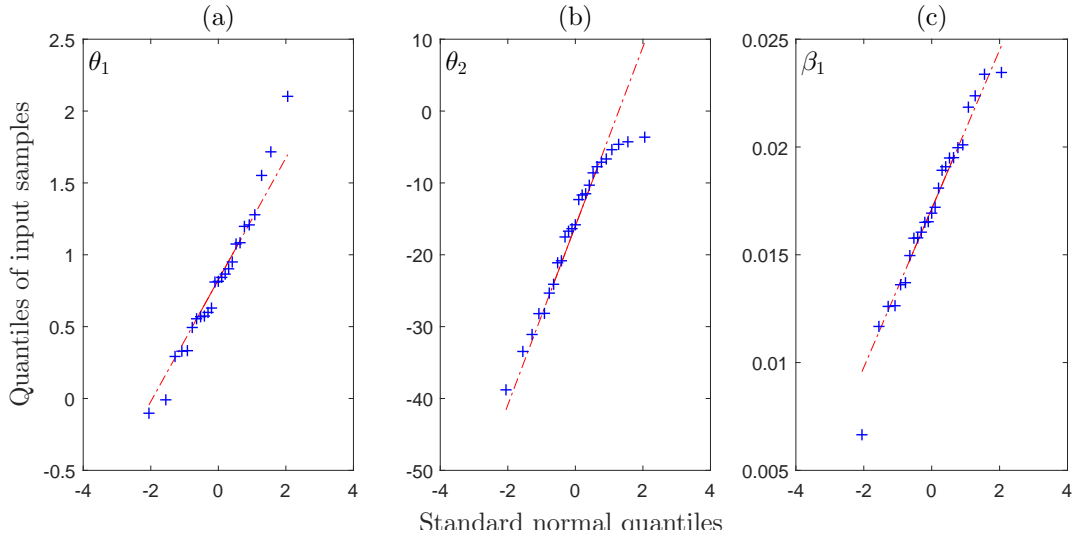 (a) (b) (c)
Quantiles of input samples
θ₁
2.5
2
1.5
1
0.5
0
-0.5
-4 -2 0 2 4
θ₂
10
0
-10
-20
-30
-40
-50
-4 -2 0 2 4
β₁
0.025
0.02
0.015
0.01
0.005
-4 -2 0 2 4
Standard normal quantiles